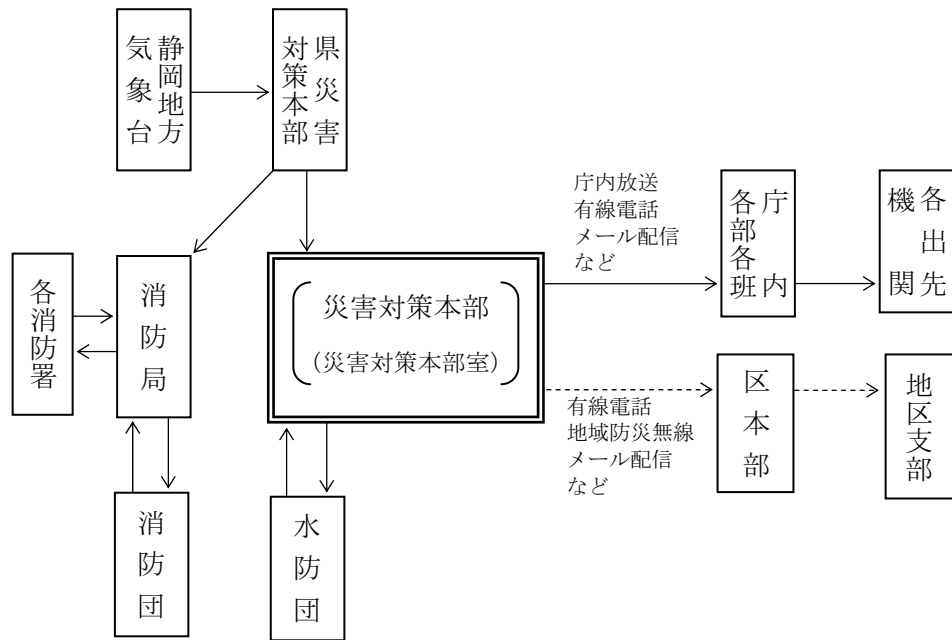 静岡地方
気象台
県災害
対策本部
庁内放送
有線電話
メール配信
など
庁内
各部各班
各出先
機関
各消防署
消防局
災害対策本部
(災害対策本部室)
有線電話
地域防災無線
メール配信
など
区本部
地区支部
消防団
水防団